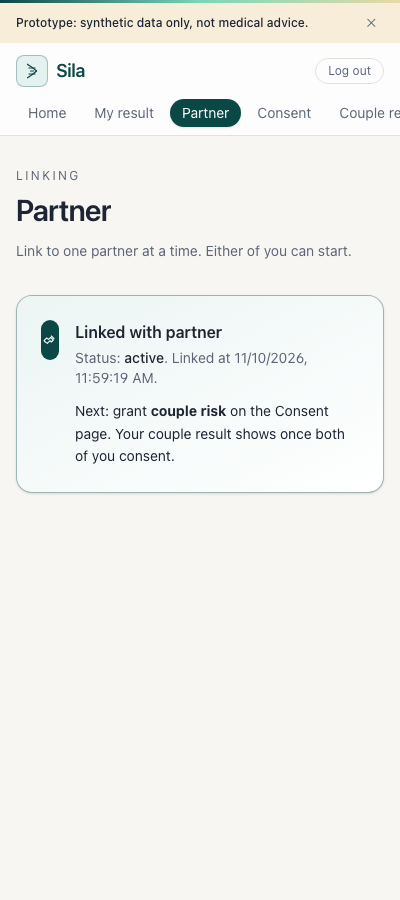 Prototype: synthetic data only, not medical advice.
Sila
Log out
Home
My result
Partner
Consent
Couple re
LINKING
Partner
Link to one partner at a time. Either of you can start.
Linked with partner
Status: active. Linked at 11/10/2026,
11:59:19 AM.
Next: grant couple risk on the Consent
page. Your couple result shows once both
of you consent.